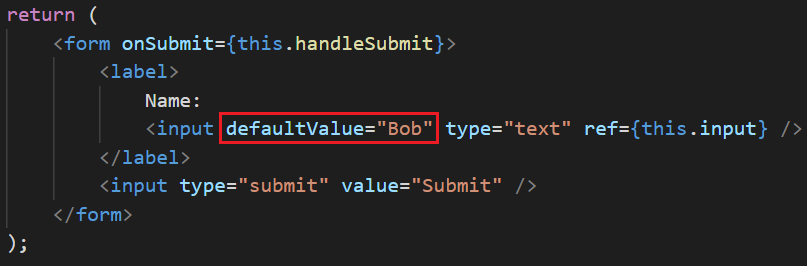 return (
<form onSubmit={this.handleSubmit}>
<label>
Name:
<input defaultValue="Bob" type="text" ref={this.input} />
</label>
<input type="submit" value="Submit" />
</form>
);